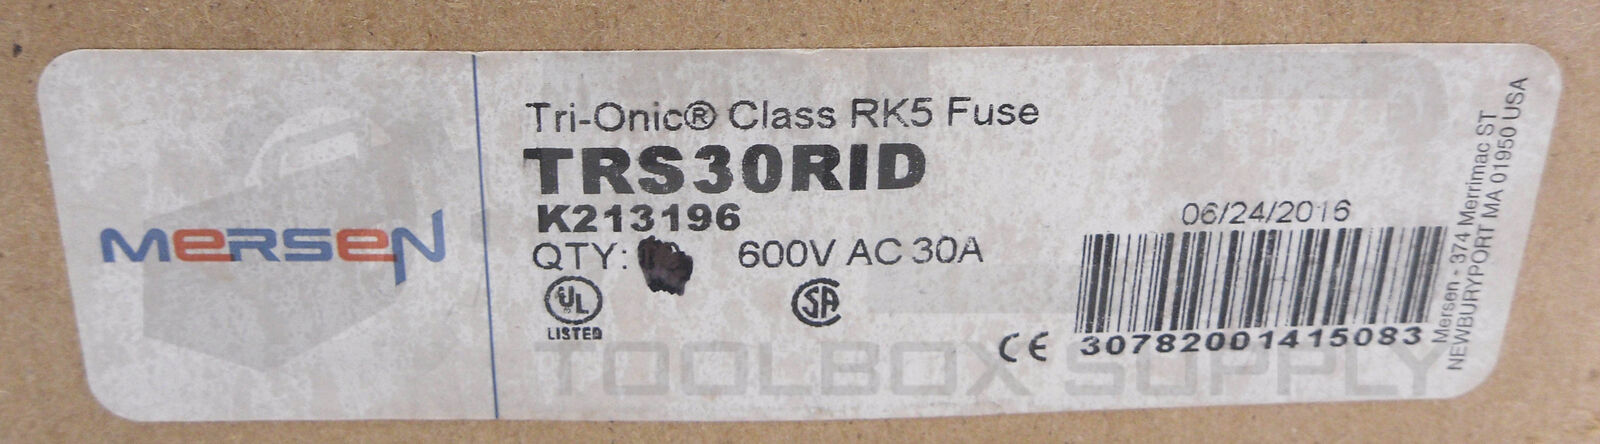 MERSEN
Tri-Onic® Class RK5 Fuse
TRS30RID
K213196
QTY: 600V AC 30A
UL
LISTED
SA
CE
06/24/2016
30782001415083
Mersen - 374 Merrimac ST
NEWBURYPORT MA 01950 USA
TOOLBOX SUPPLY